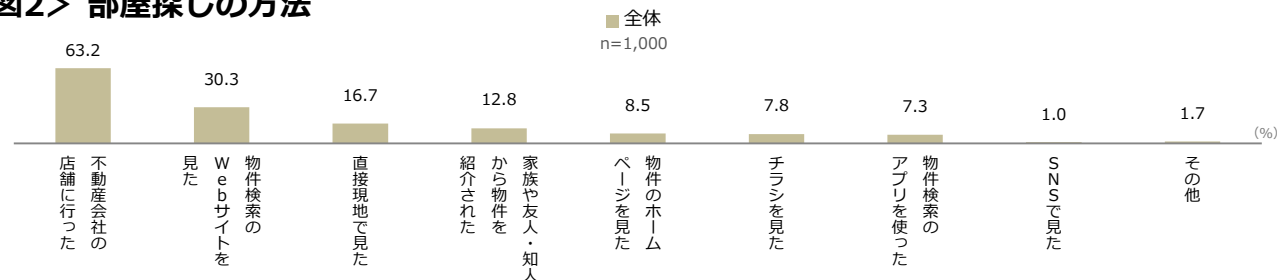 図2＞ 部屋探しの方法
全体
n=1,000
63.2
30.3
16.7
12.8
8.5
7.8
7.3
1.0
1.7
(%)
不動産会社の
店舗に行った
物件検索の
Webサイトを
見た
直接現地で見た
家族や友人・知人
から物件を
紹介された
物件のホーム
ページを見た
チラシを見た
物件検索の
アプリを使った
SNSで見た
その他